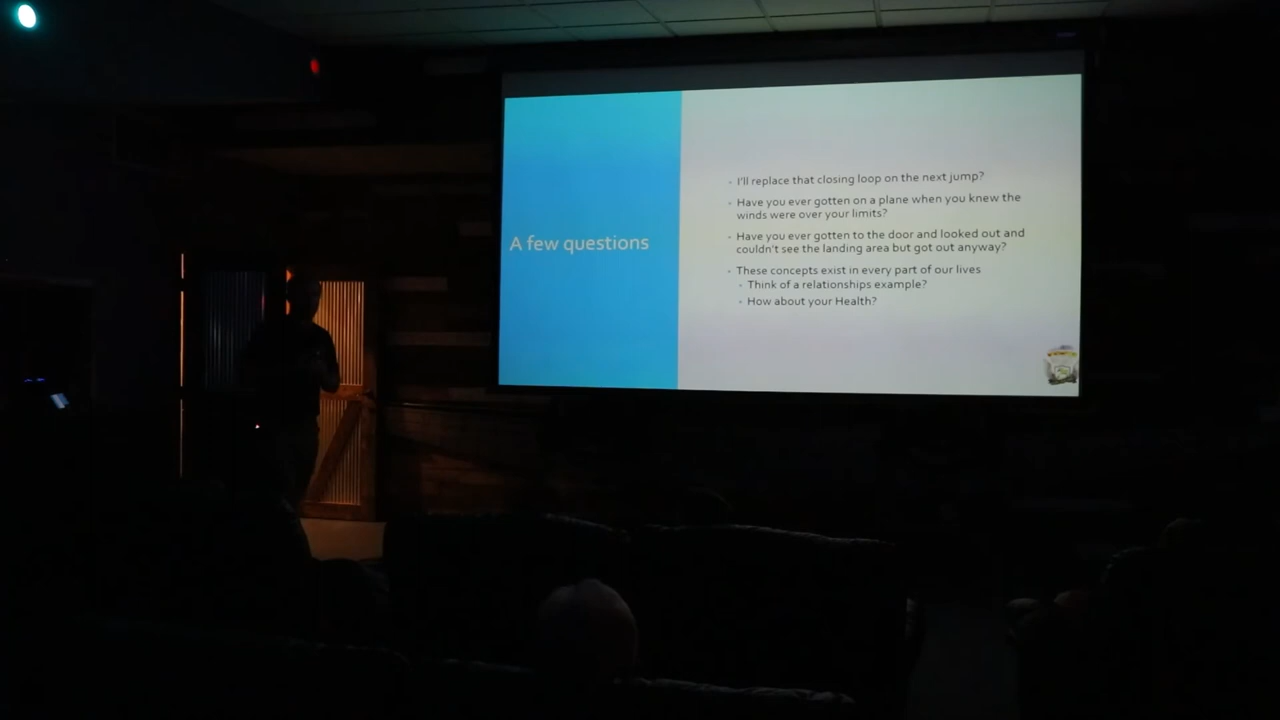 A few questions
I'll replace that closing loop on the next jump?
Have you ever gotten on a plane when you knew the
winds were over your limits?
Have you ever gotten to the door and looked out and
couldn't see the landing area but got out anyway?
These concepts exist in every part of our lives
Think of a relationships example?
How about your Health?